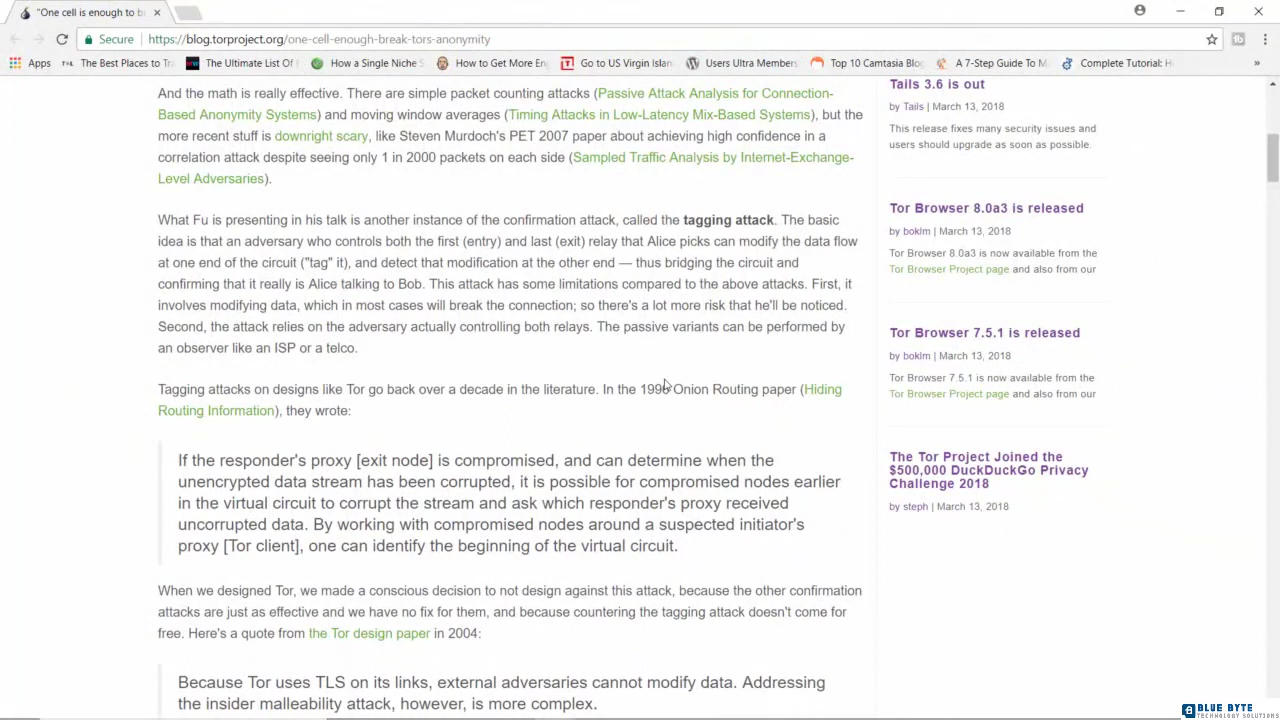 "One cell is enough to b
Secure
https://blog.torproject.org/one-cell-enough-break-tors-anonymity
Apps
The Best Places to Tr
The Ultimate List Of
How a Single Niche S
How to Get More En
Go to US Virgin Islan
Users Ultra Members
Top 10 Camtasia Blog
A 7-Step Guide To M
Complete Tutorial: H
And the math is really effective. There are simple packet counting attacks (Passive Attack Analysis for Connection-
Based Anonymity Systems) and moving window averages (Timing Attacks in Low-Latency Mix-Based Systems), but the
more recent stuff is downright scary, like Steven Murdoch's PET 2007 paper about achieving high confidence in a
correlation attack despite seeing only 1 in 2000 packets on each side (Sampled Traffic Analysis by Internet-Exchange-
Level Adversaries).
What Fu is presenting in his talk is another instance of the confirmation attack, called the tagging attack. The basic
idea is that an adversary who controls both the first (entry) and last (exit) relay that Alice picks can modify the data flow
at one end of the circuit ("tag" it), and detect that modification at the other end — thus bridging the circuit and
confirming that it really is Alice talking to Bob. This attack has some limitations compared to the above attacks. First, it
involves modifying data, which in most cases will break the connection; so there's a lot more risk that he'll be noticed.
Second, the attack relies on the adversary actually controlling both relays. The passive variants can be performed by
an observer like an ISP or a telco.
Tagging attacks on designs like Tor go back over a decade in the literature. In the 1996 Onion Routing paper (Hiding
Routing Information), they wrote:
If the responder's proxy [exit node] is compromised, and can determine when the
unencrypted data stream has been corrupted, it is possible for compromised nodes earlier
in the virtual circuit to corrupt the stream and ask which responder's proxy received
uncorrupted data. By working with compromised nodes around a suspected initiator's
proxy [Tor client], one can identify the beginning of the virtual circuit.
When we designed Tor, we made a conscious decision to not design against this attack, because the other confirmation
attacks are just as effective and we have no fix for them, and because countering the tagging attack doesn't come for
free. Here's a quote from the Tor design paper in 2004:
Because Tor uses TLS on its links, external adversaries cannot modify data. Addressing
the insider malleability attack, however, is more complex.
Tails 3.6 is out
by Tails | March 13, 2018
This release fixes many security issues and
users should upgrade as soon as possible.
Tor Browser 8.0a3 is released
by boklm | March 13, 2018
Tor Browser 8.0a3 is now available from the
Tor Browser Project page and also from our
Tor Browser 7.5.1 is released
by boklm | March 13, 2018
Tor Browser 7.5.1 is now available from the
Tor Browser Project page and also from our
The Tor Project Joined the
$500,000 DuckDuckGo Privacy
Challenge 2018
by steph | March 13, 2018
BLUE BYTE
TECHNOLOGY SOLUTIONS